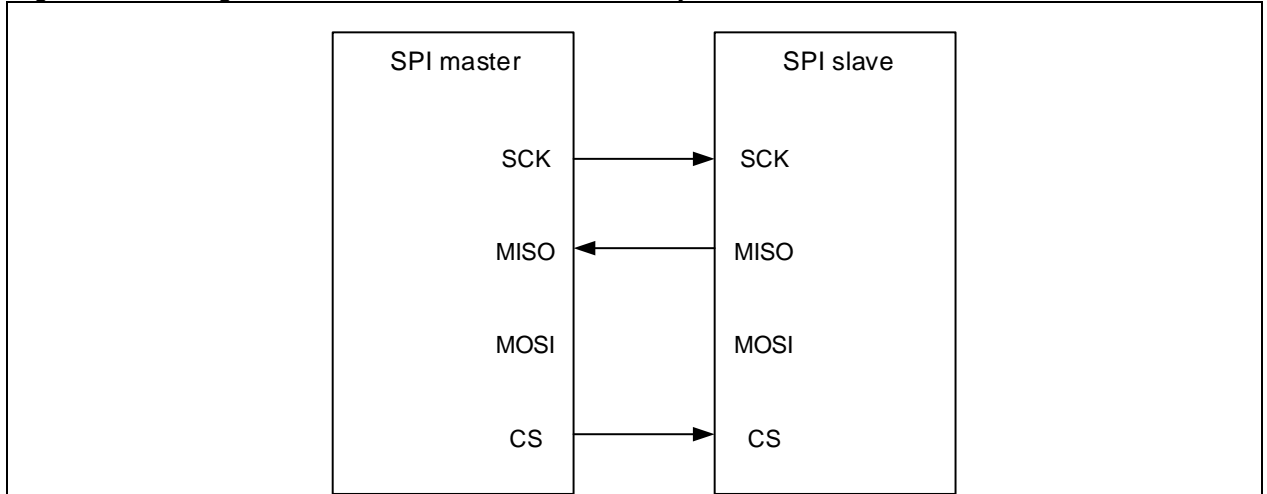 SPI master SPI slave
SCK SCK
MISO MISO
MOSI MOSI
CS CS